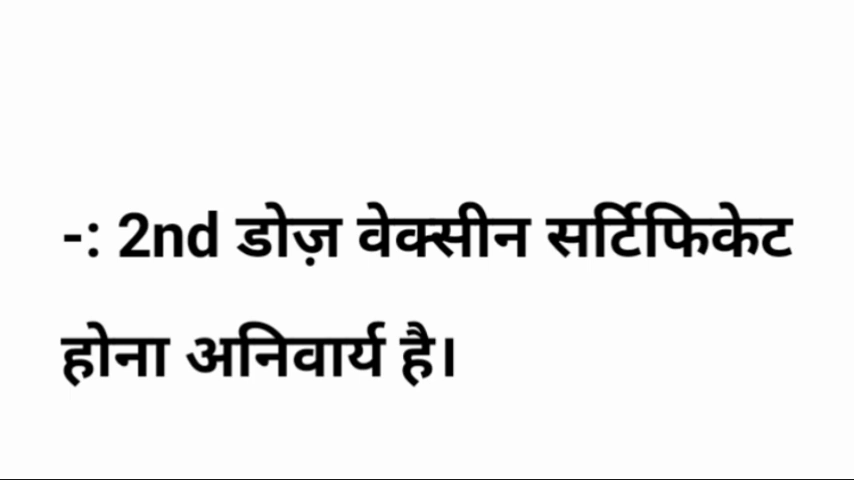 -: 2nd डोज़ वेक्सीन सर्टिफिकेट
होना अनिवार्य है।